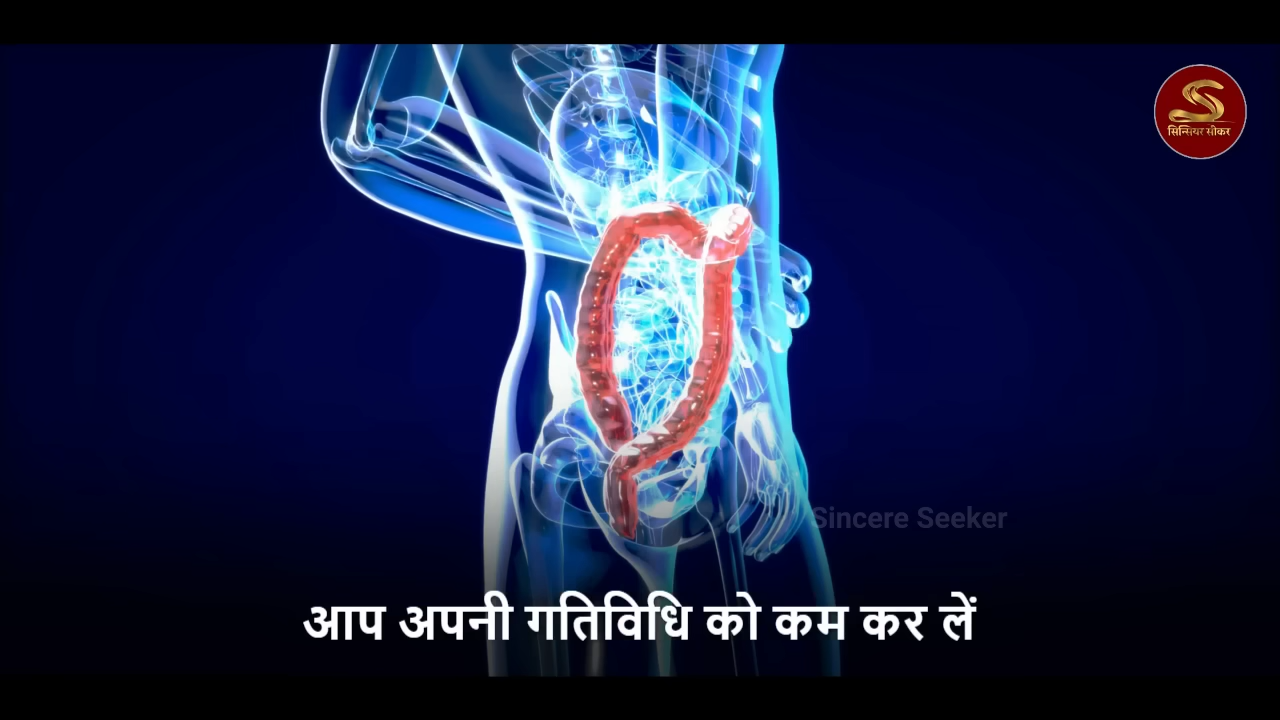 सिन्सियर सीकर
Sincere Seeker
आप अपनी गतिविधि को कम कर लें